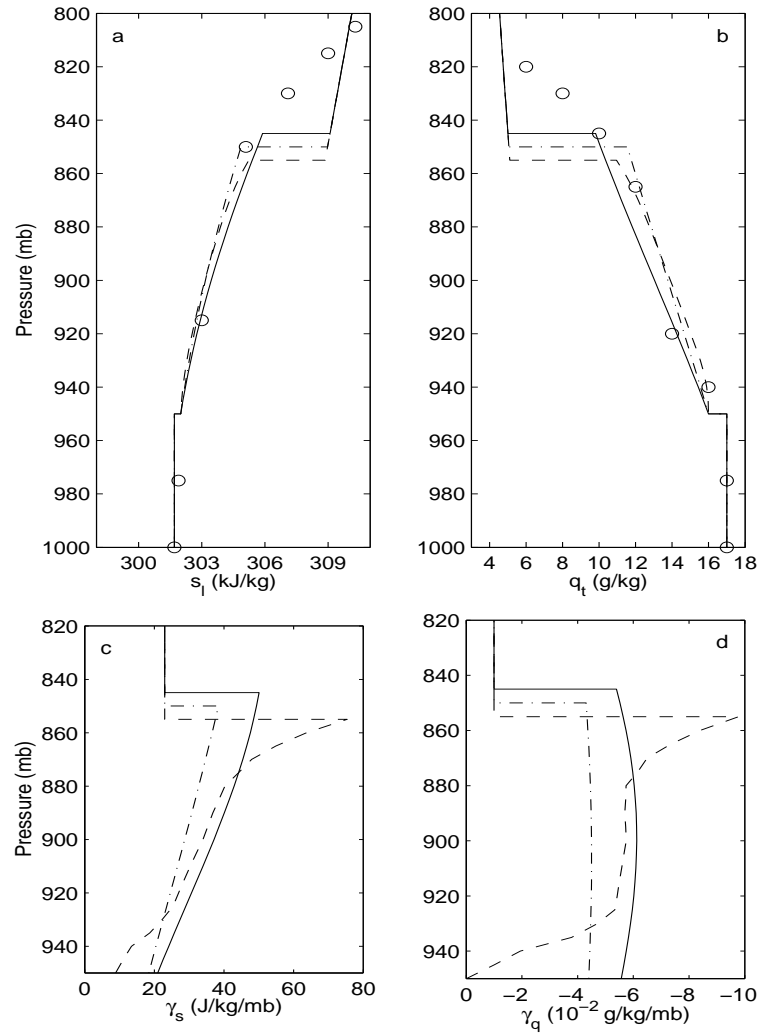 a
b
800
820
840
860
880
900
920
940
960
980
1000
Pressure (mb)
300 303 306 309
s_l (kJ/kg)
800
820
840
860
880
900
920
940
960
980
1000
4 6 8 10 12 14 16 18
q_t (g/kg)
c
d
820
840
860
880
900
920
940
Pressure (mb)
0 20 40 60 80
γ_s (J/kg/mb)
820
840
860
880
900
920
940
0 −2 −4 −6 −8 −10
γ_q (10^−2 g/kg/mb)